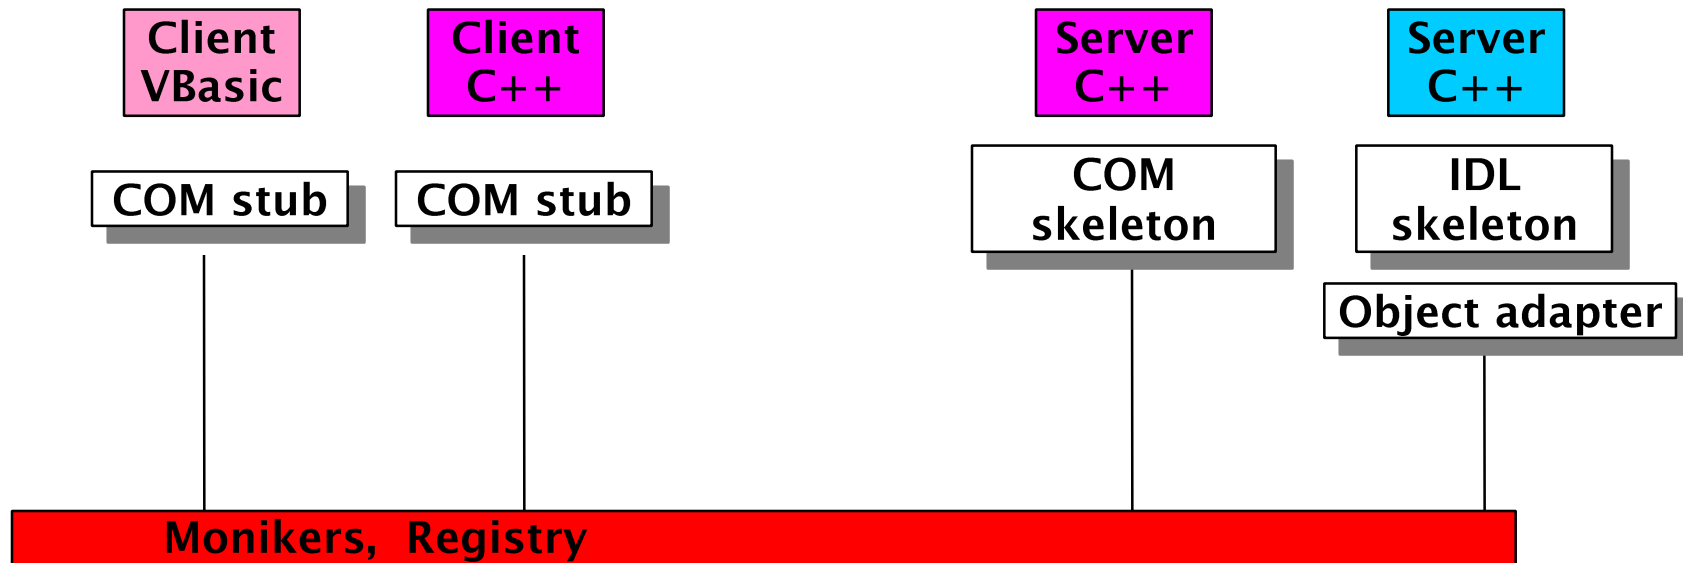 Client
VBasic
Client
C++
Server
C++
Server
C++
COM stub
COM stub
COM
skeleton
IDL
skeleton
Object adapter
Monikers, Registry